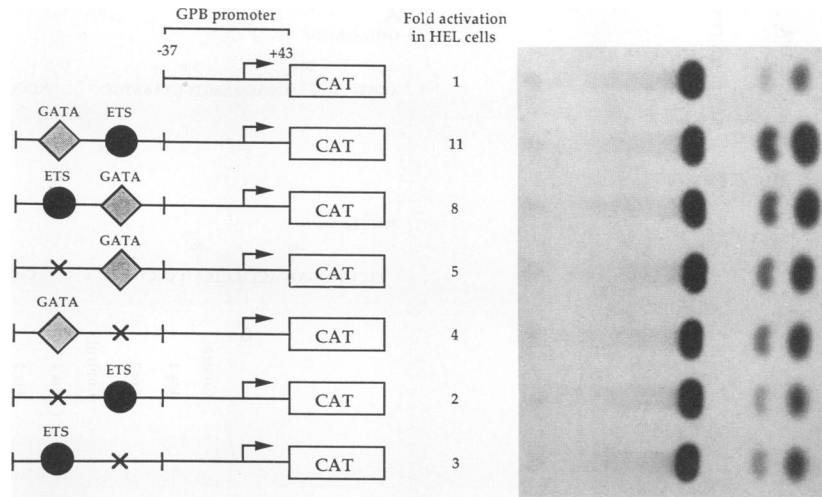 GPB promoter
Fold activation
in HEL cells
-37 +43
CAT 1
GATA ETS
CAT 11
ETS GATA
CAT 8
GATA
CAT 5
GATA
CAT 4
ETS
CAT 2
ETS
CAT 3